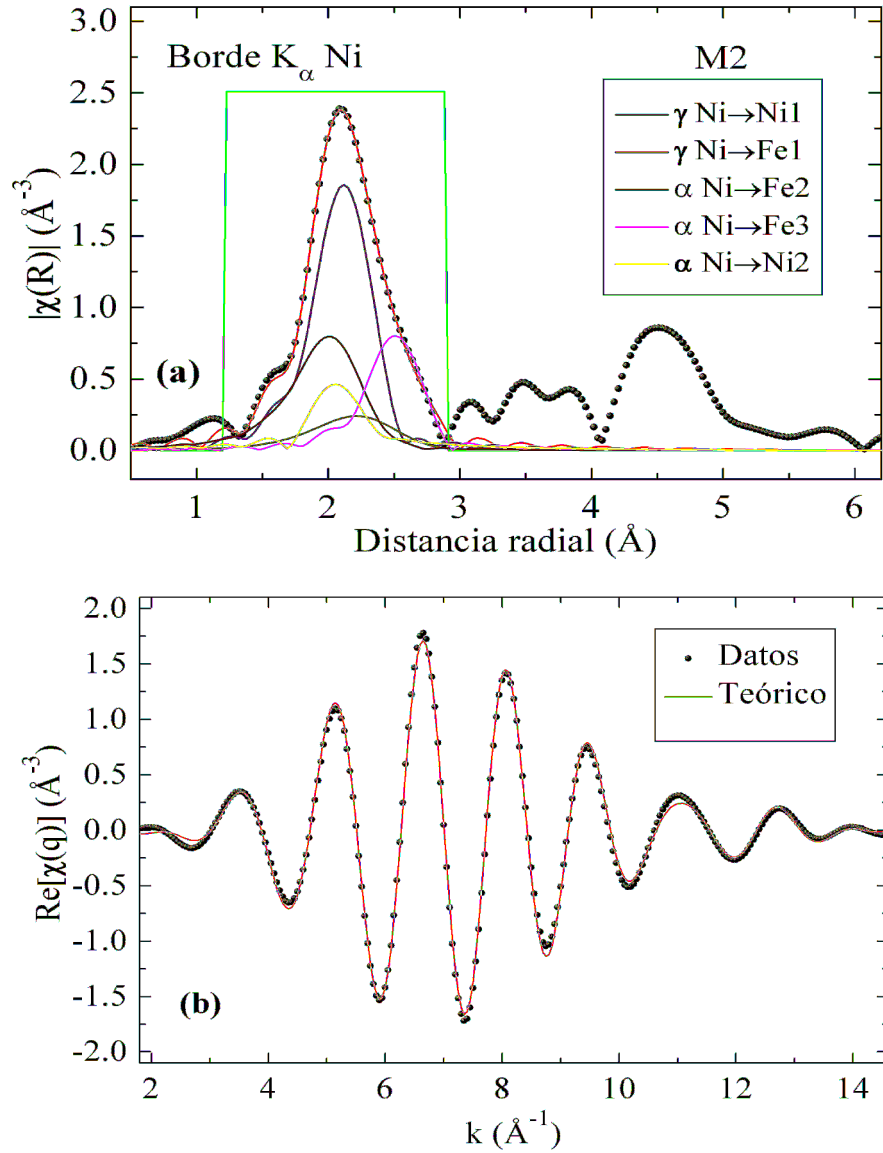 Borde Kα Ni
M2
γ Ni→Ni1
γ Ni→Fe1
α Ni→Fe2
α Ni→Fe3
α Ni→Ni2
3.0
2.5
2.0
1.5
1.0
0.5
0.0
|χ(R)| (Å⁻³)
(a)
1 2 3 4 5 6
Distancia radial (Å)
2.0
1.5
1.0
0.5
0.0
-0.5
-1.0
-1.5
-2.0
Re[χ(q)] (Å⁻³)
Datos
Teórico
(b)
2 4 6 8 10 12 14
k (Å⁻¹)